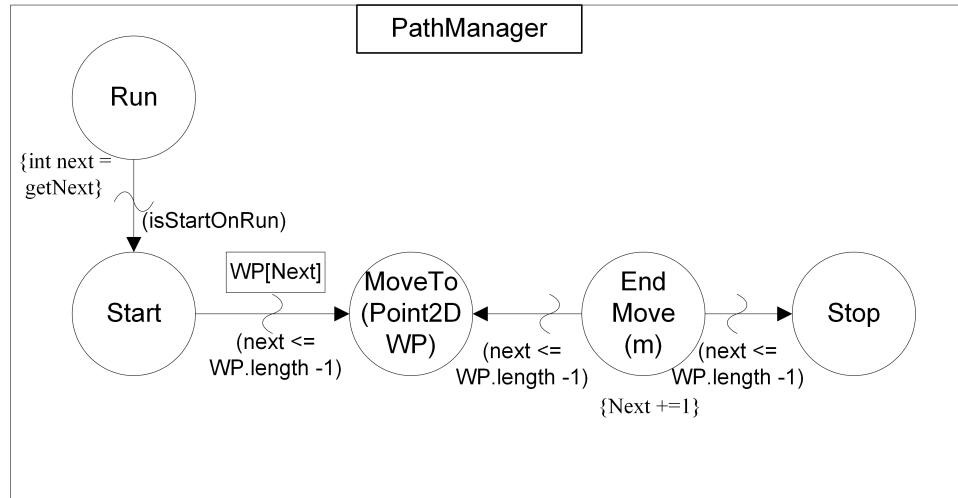 PathManager
Run
{int next =
getNext}
(isStartOnRun)
Start
WP[Next]
(next <=
WP.length -1)
MoveTo
(Point2D
WP)
(next <=
WP.length -1)
End
Move
(m)
{Next +=1}
(next <=
WP.length -1)
Stop